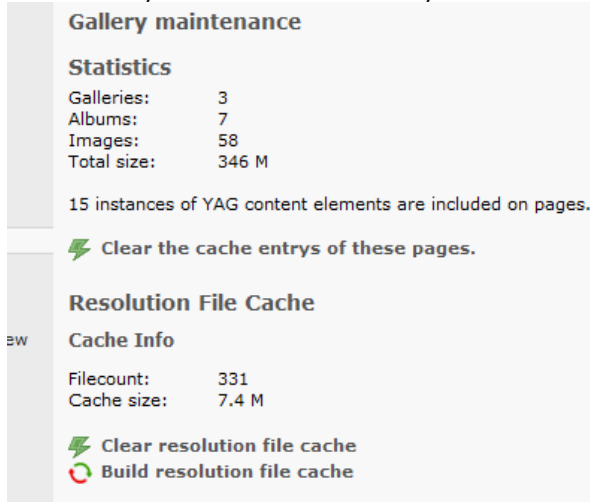 Gallery maintenance
Statistics
Galleries: 3
Albums: 7
Images: 58
Total size: 346 M
15 instances of YAG content elements are included on pages.
Clear the cache entrys of these pages.
Resolution File Cache
ew
Cache Info
Filecount: 331
Cache size: 7.4 M
Clear resolution file cache
Build resolution file cache